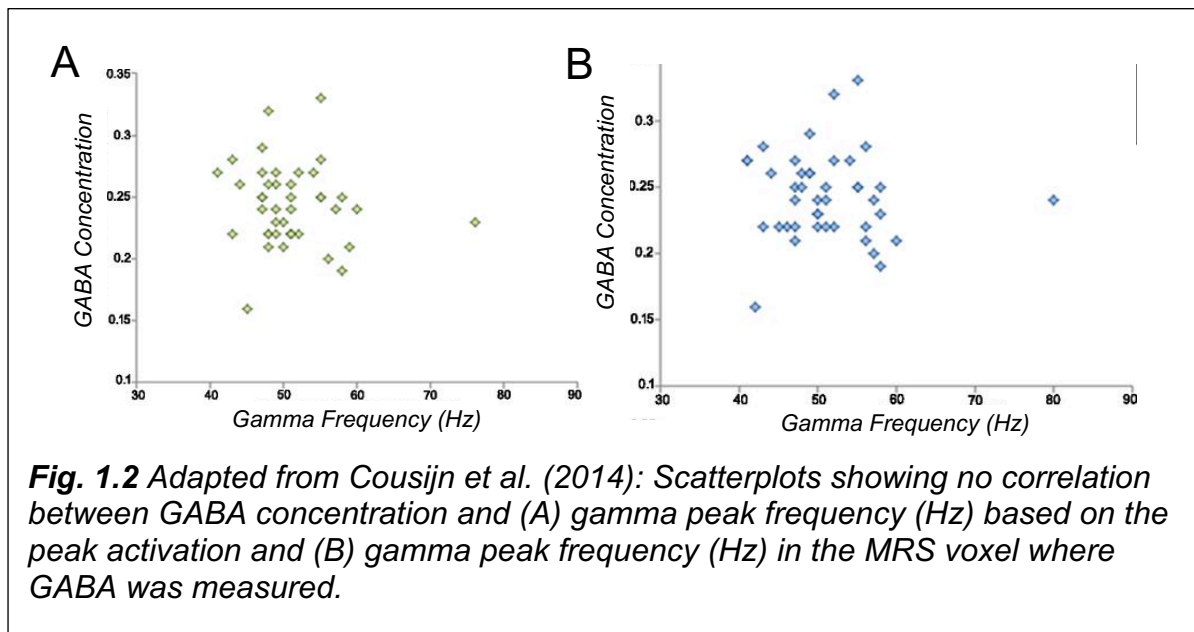 A
0.35
0.3
0.25
0.2
0.15
0.1
GABA Concentration
30 40 50 60 70 80 90
Gamma Frequency (Hz)
B
0.3
0.25
0.2
0.15
0.1
GABA Concentration
30 40 50 60 70 80 90
Gamma Frequency (Hz)
Fig. 1.2 Adapted from Cousijn et al. (2014): Scatterplots showing no correlation
between GABA concentration and (A) gamma peak frequency (Hz) based on the
peak activation and (B) gamma peak frequency (Hz) in the MRS voxel where
GABA was measured.